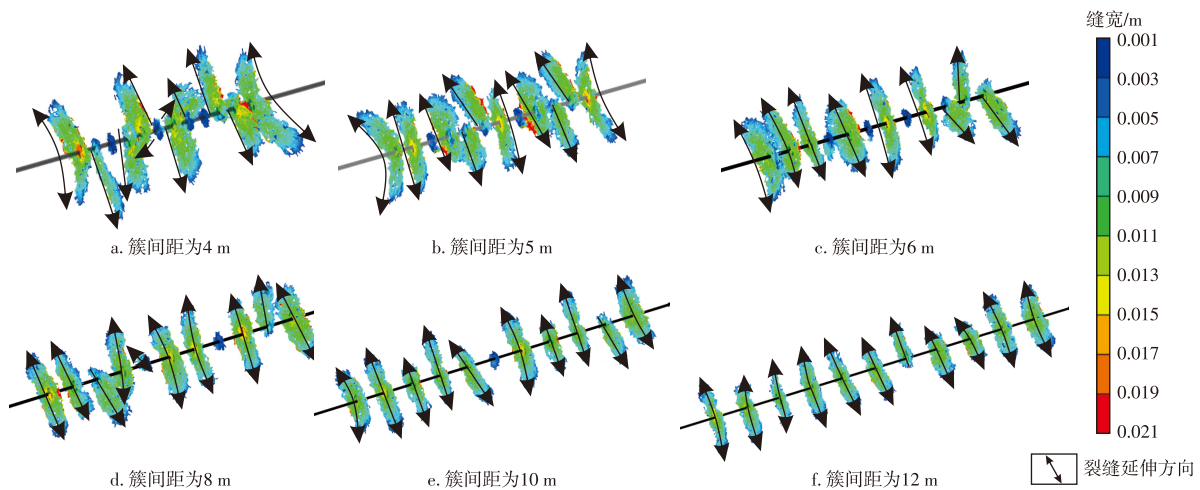 缝宽/m
0.001
0.003
0.005
0.007
0.009
0.011
0.013
0.015
0.017
0.019
0.021
a. 簇间距为4 m
b. 簇间距为5 m
c. 簇间距为6 m
d. 簇间距为8 m
e. 簇间距为10 m
f. 簇间距为12 m
裂缝延伸方向